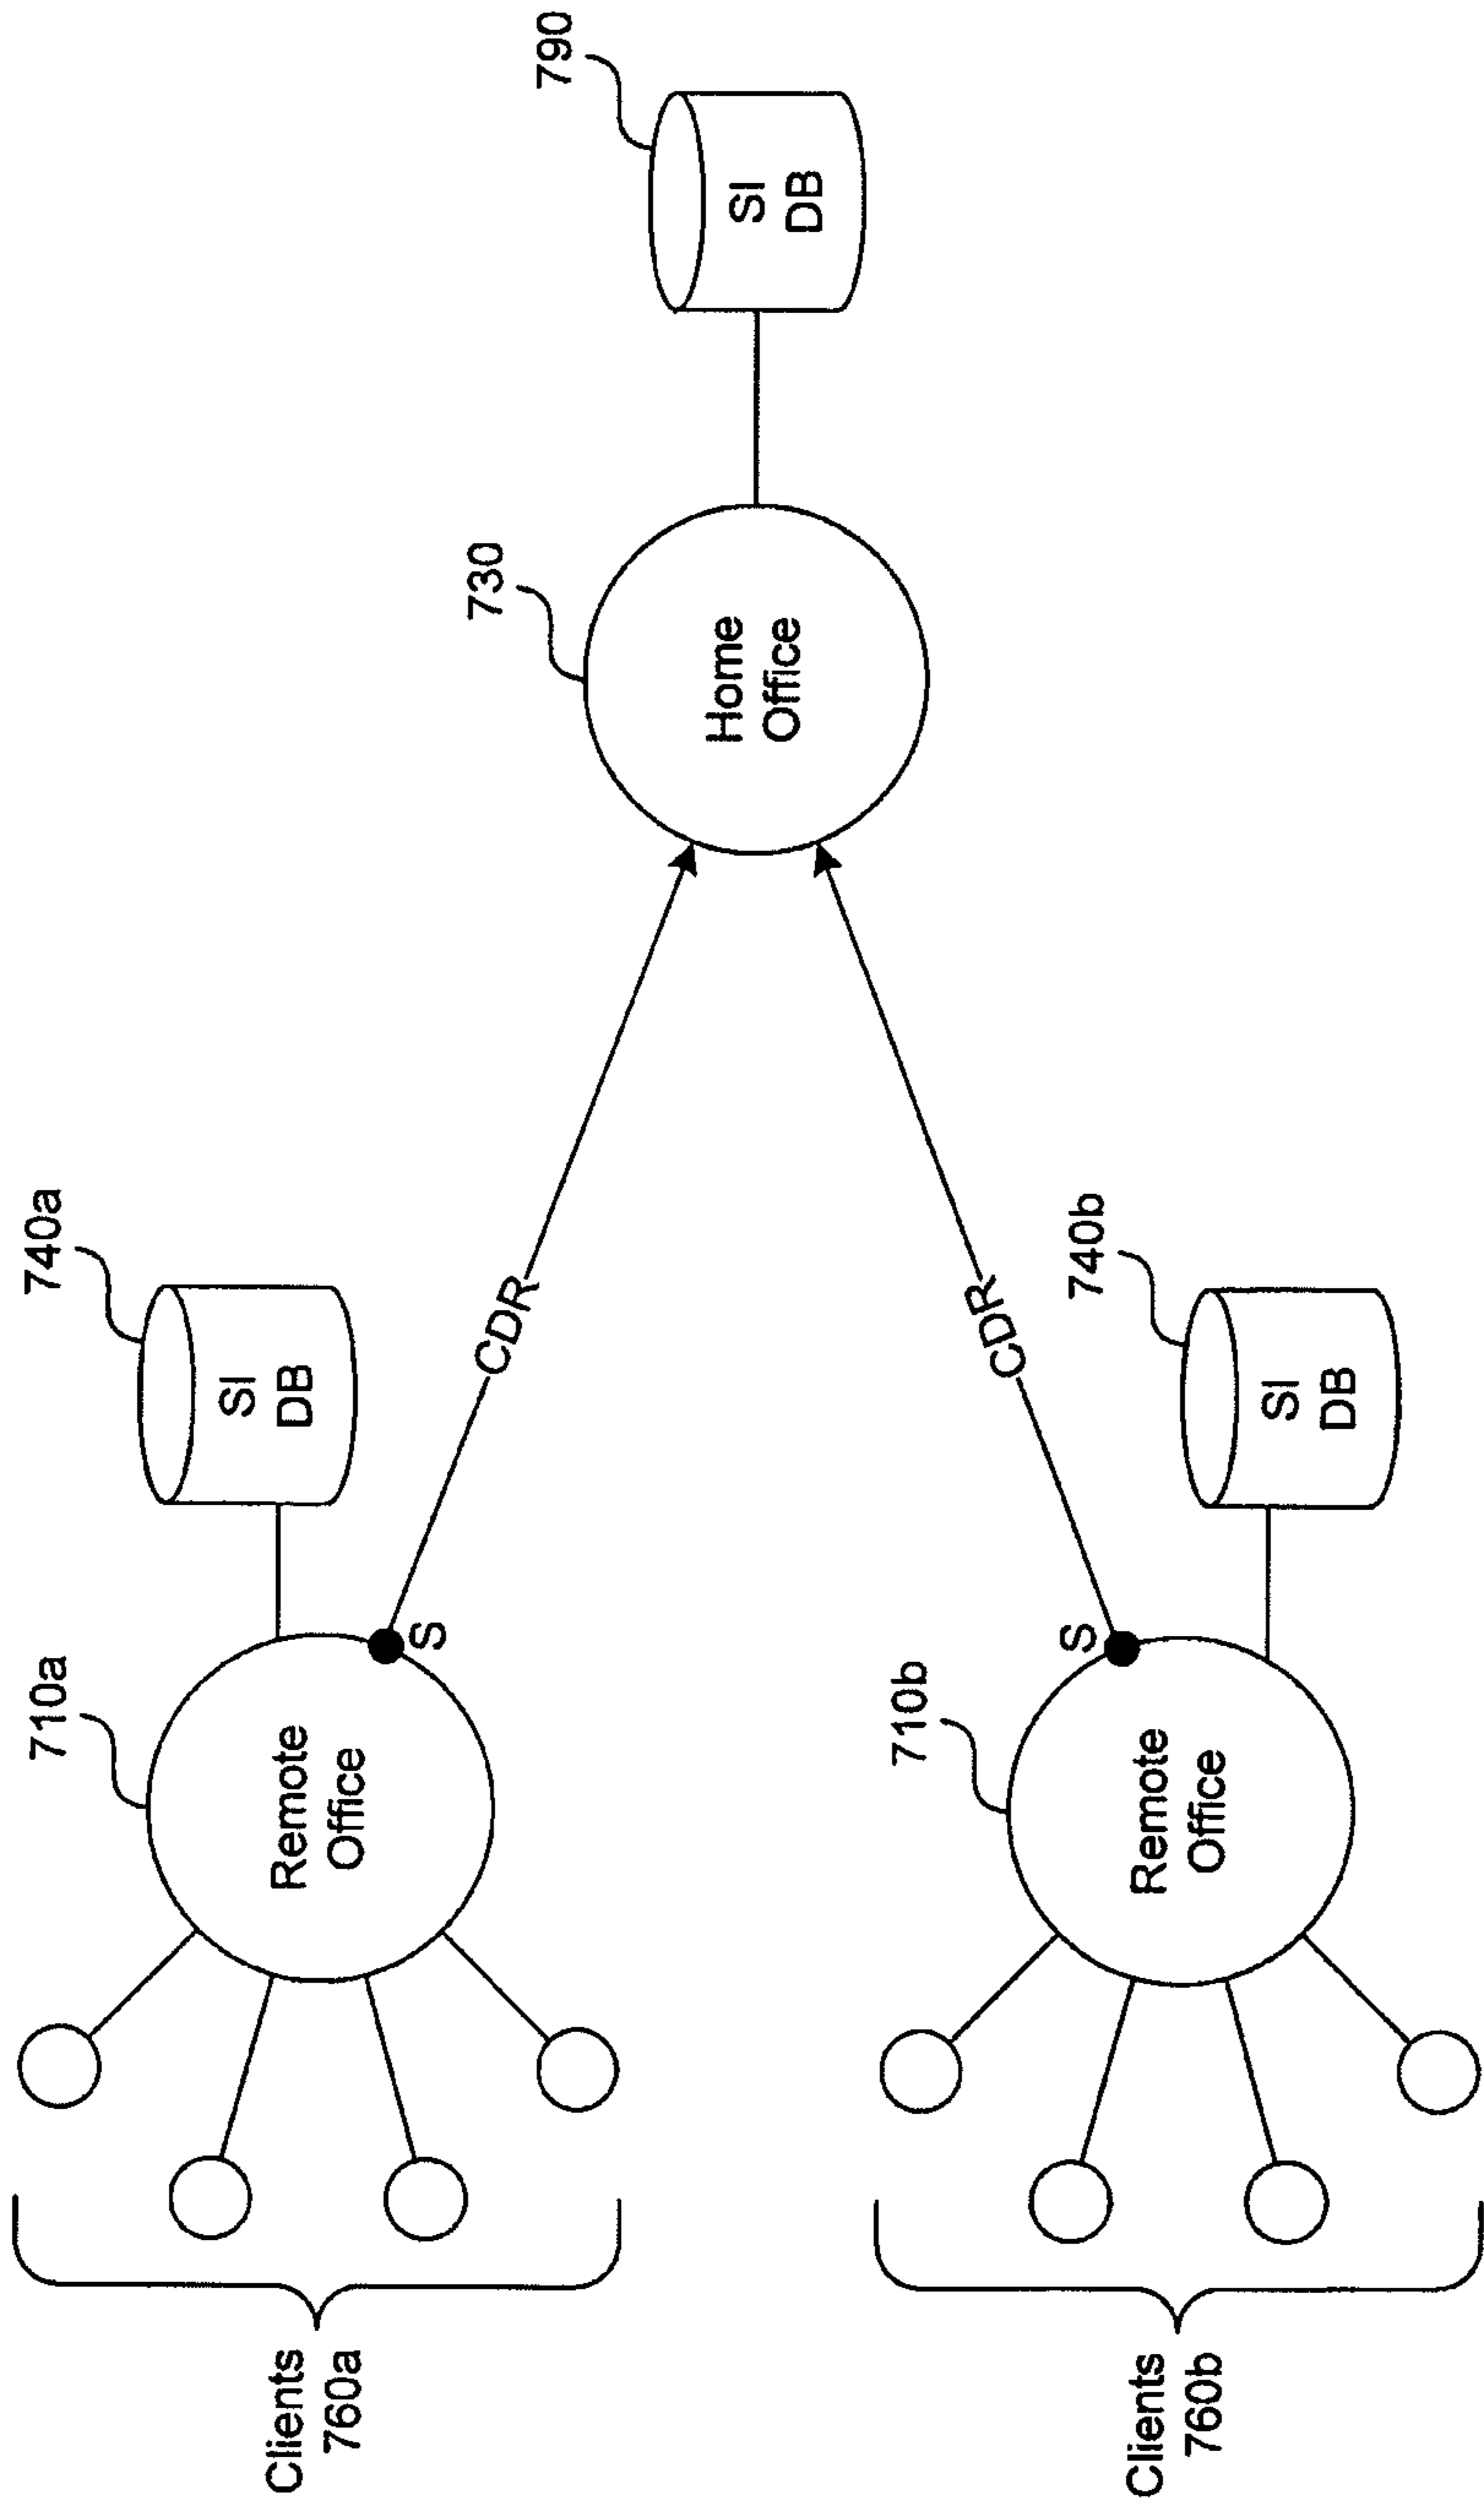 Clients
760a
710a
Remote
Office
S
740a
SI
DB
CDR
Clients
760b
710b
Remote
Office
S
740b
SI
DB
CDR
730
Home
Office
790
SI
DB